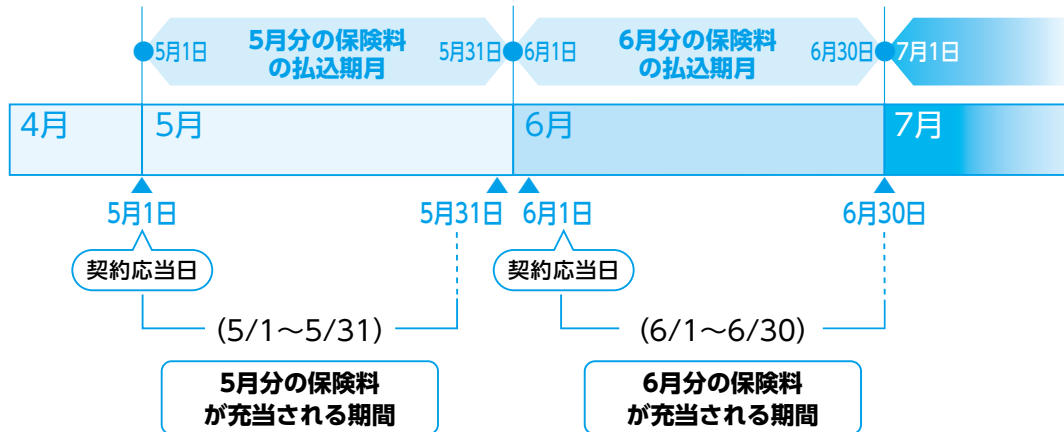 5月1日
5月分の保険料
の払込期月
5月31日
6月1日
6月分の保険料
の払込期月
6月30日
7月1日
4月
5月
6月
7月
5月1日
5月31日
6月1日
6月30日
契約応当日
契約応当日
(5/1〜5/31)
(6/1〜6/30)
5月分の保険料
が充当される期間
6月分の保険料
が充当される期間